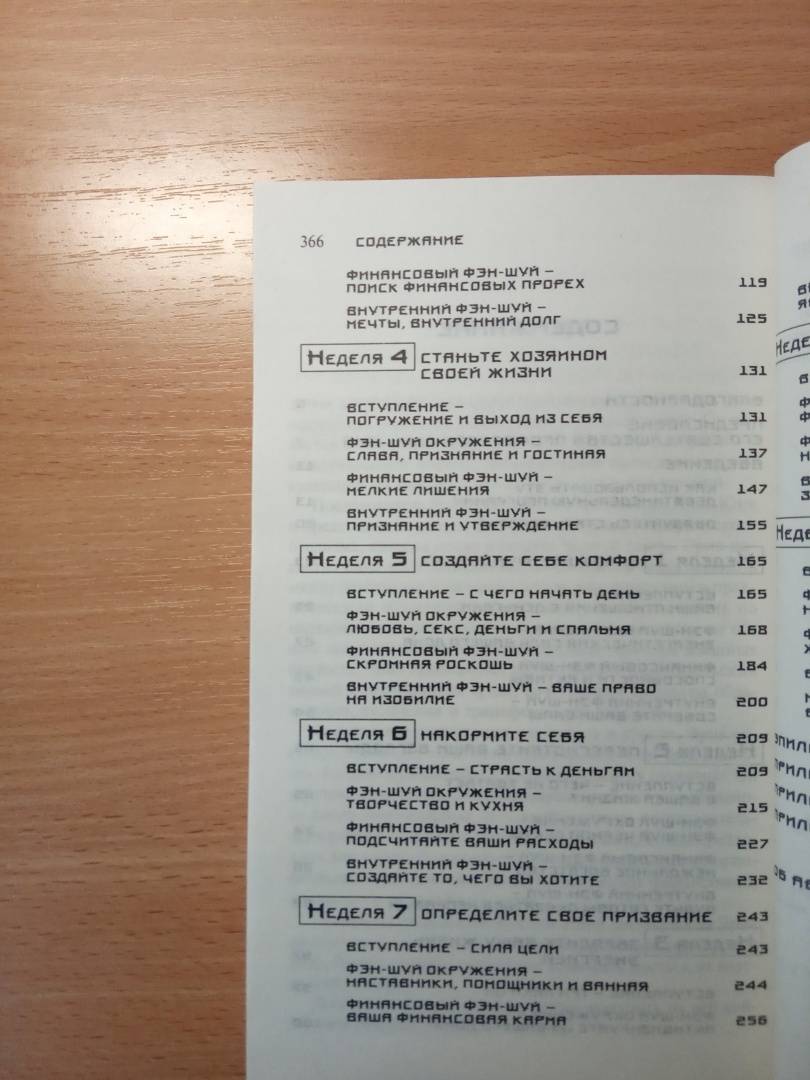 366 СОДЕРЖАНИЕ
ФИНАНСОВЫЙ ФЭН-ШУЙ –
ПОИСК ФИНАНСОВЫХ ПРОРЕХ 119
ВНУТРЕННИЙ ФЭН-ШУЙ –
МЕЧТЫ, ВНУТРЕННИЙ ДОЛГ 125
НЕДЕЛЯ 4 СТАНЬТЕ ХОЗЯИНОМ
СВОЕЙ ЖИЗНИ 131
ВСТУПЛЕНИЕ –
ПОГРУЖЕНИЕ И ВЫХОД ИЗ СЕБЯ 131
ФЭН-ШУЙ ОКРУЖЕНИЯ –
СЛАВА, ПРИЗНАНИЕ И ГОСТИНАЯ 137
ФИНАНСОВЫЙ ФЭН-ШУЙ –
МЕЛКИЕ ЛИШЕНИЯ 147
ВНУТРЕННИЙ ФЭН-ШУЙ –
ПРИЗНАНИЕ И УТВЕРЖДЕНИЕ 155
НЕДЕЛЯ 5 СОЗДАЙТЕ СЕБЕ КОМФОРТ 165
ВСТУПЛЕНИЕ – С ЧЕГО НАЧАТЬ ДЕНЬ 165
ФЭН-ШУЙ ОКРУЖЕНИЯ –
ЛЮБОВЬ, СЕКС, ДЕНЬГИ И СПАЛЬНЯ 168
ФИНАНСОВЫЙ ФЭН-ШУЙ –
СКРОМНАЯ РОСКОШЬ 184
ВНУТРЕННИЙ ФЭН-ШУЙ – ВАШЕ ПРАВО
НА ИЗОБИЛИЕ 200
НЕДЕЛЯ 6 НАКОРМИТЕ СЕБЯ 209
ВСТУПЛЕНИЕ – СТРАСТЬ К ДЕНЬГАМ 209
ФЭН-ШУЙ ОКРУЖЕНИЯ –
ТВОРЧЕСТВО И КУХНЯ 215
ФИНАНСОВЫЙ ФЭН-ШУЙ –
ПОДСЧИТАЙТЕ ВАШИ РАСХОДЫ 227
ВНУТРЕННИЙ ФЭН-ШУЙ –
СОЗДАЙТЕ ТО, ЧЕГО ВЫ ХОТИТЕ 232
НЕДЕЛЯ 7 ОПРЕДЕЛИТЕ СВОЕ ПРИЗВАНИЕ 243
ВСТУПЛЕНИЕ – СИЛА ЦЕЛИ 243
ФЭН-ШУЙ ОКРУЖЕНИЯ –
НАСТАВНИКИ, ПОМОЩНИКИ И ВАННАЯ 244
ФИНАНСОВЫЙ ФЭН-ШУЙ –
ВАША ФИНАНСОВАЯ КАРМА 256